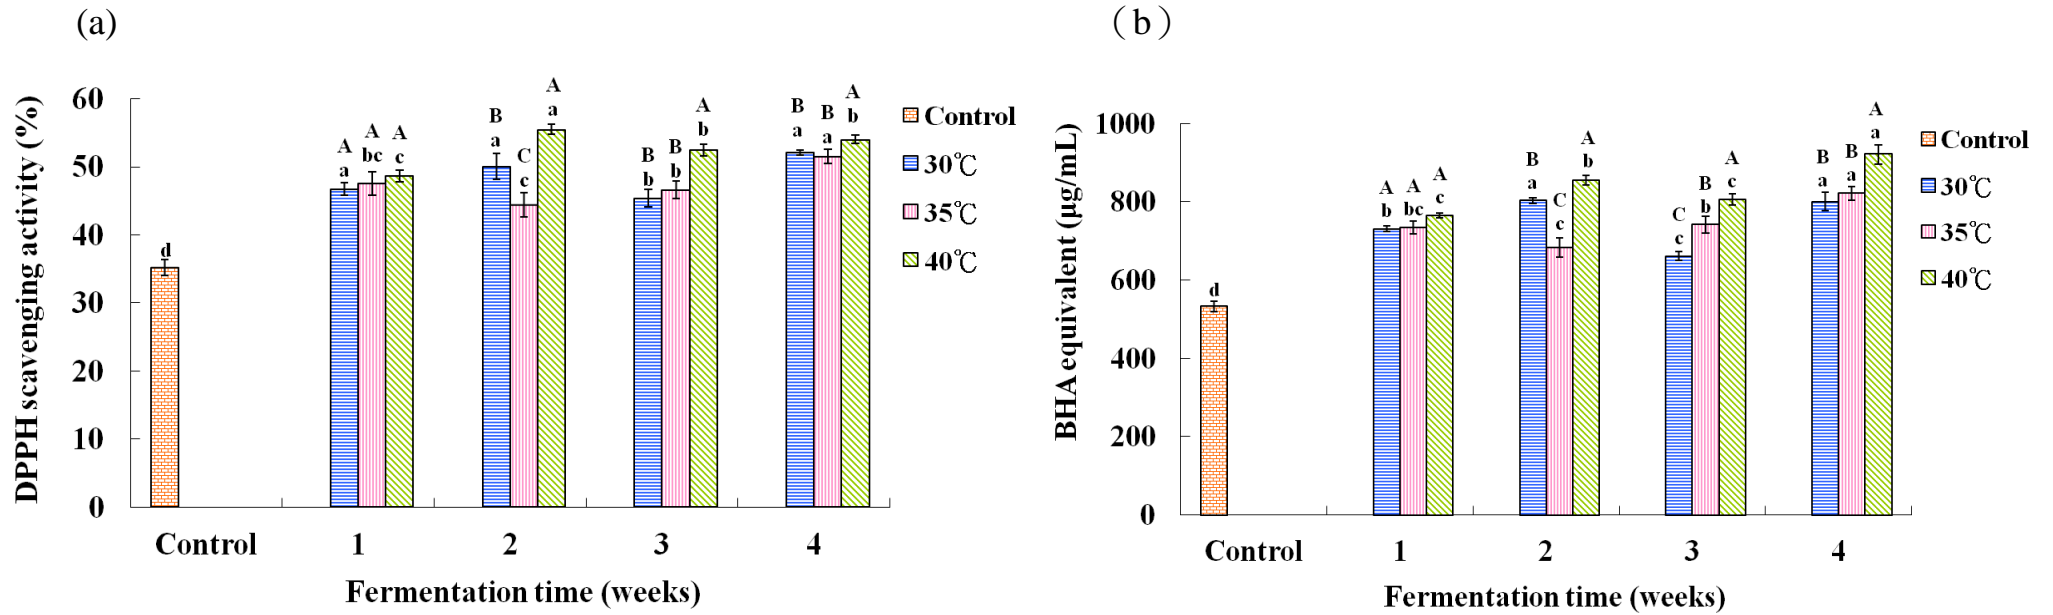 (a)
DPPH scavenging activity (%)
60
50
40
30
20
10
0
d
A
a
A
bc
A
c
B
a
C
c
A
a
B
b
B
b
A
b
B
a
B
a
A
b
Control
30℃
35℃
40℃
Control 1 2 3 4
Fermentation time (weeks)
(b)
BHA equivalent (μg/mL)
1000
800
600
400
200
0
d
A
b
A
bc
A
c
B
a
C
c
A
b
C
c
B
b
A
c
B
a
B
a
A
a
Control
30℃
35℃
40℃
Control 1 2 3 4
Fermentation time (weeks)